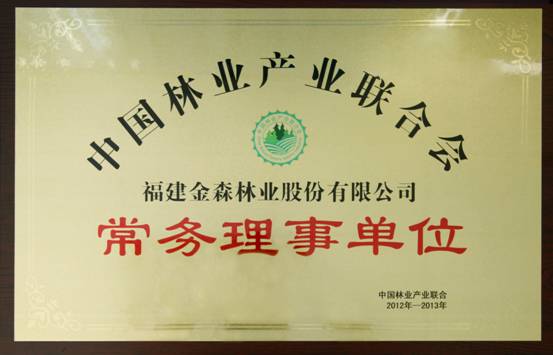 中国林业产业联合会
福建金森林业股份有限公司
常务理事单位
中国林业产业联合
2012年—2013年